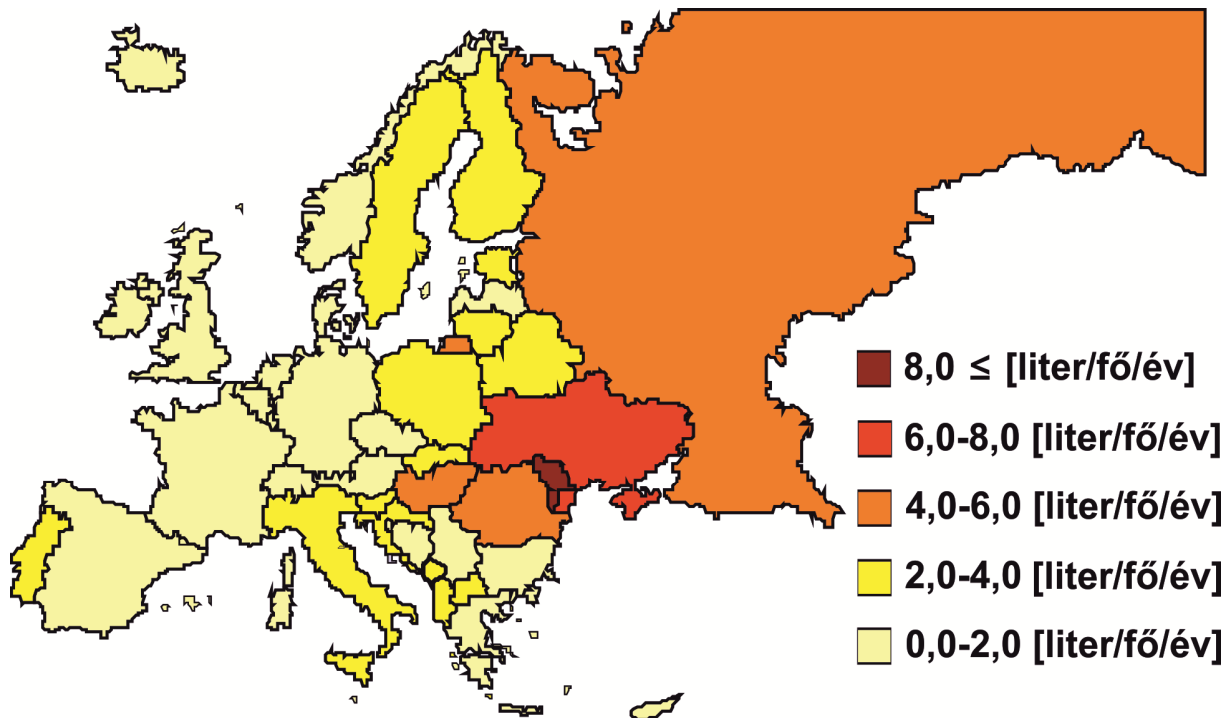 8,0 ≤ [liter/fő/év]
6,0-8,0 [liter/fő/év]
4,0-6,0 [liter/fő/év]
2,0-4,0 [liter/fő/év]
0,0-2,0 [liter/fő/év]